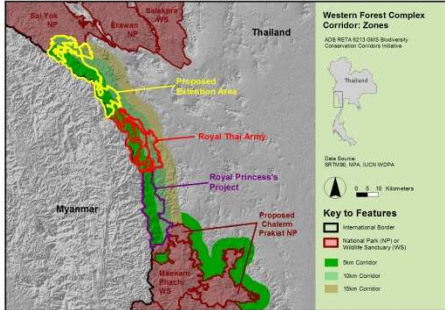 Sai Yok
NP
Erawan
NP
Salakpra
WS
Thailand
Proposed
Extention Area
Royal Thai Army
Royal Princess's
Project
Myanmar
Proposed
Chalerm
Prakiat NP
Maenam
Phachi
WS
Western Forest Complex
Corridor: Zones
ADB RETA 6213 GMS Biodiversity
Conservation Corridors Initiative
Thailand
Data Source:
SRTM90, NPA, IUCN WDPA
0 5 10 Kilometers
Key to Features
International Border
National Park (NP) or
Wildlife Sanctuary (WS)
5km Corridor
10km Corridor
15km Corridor